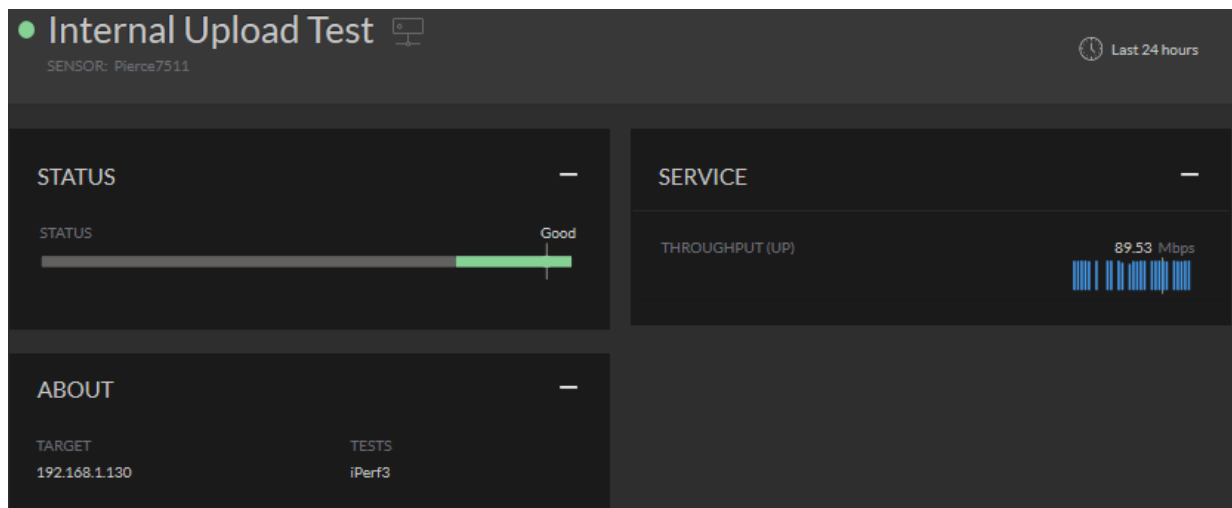 Internal Upload Test
SENSOR: Pierce7511
Last 24 hours
STATUS
STATUS
Good
SERVICE
THROUGHPUT (UP)
89.53 Mbps
ABOUT
TARGET
TESTS
192.168.1.130
iPerf3